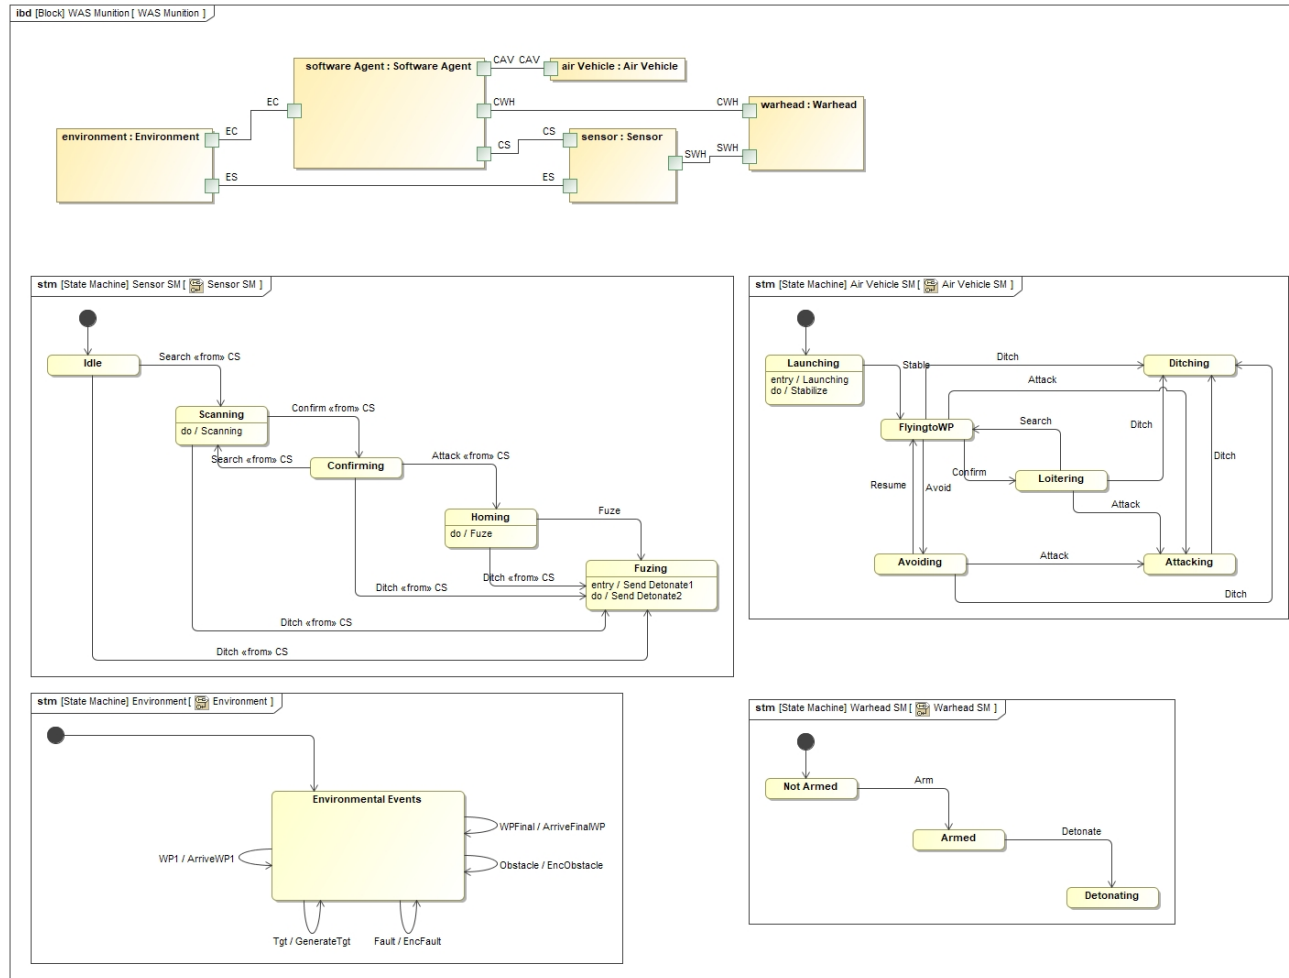 ibd [Block] WAS Munition [ WAS Munition ]
software Agent : Software Agent
CAV CAV
air Vehicle : Air Vehicle
EC
CWH
CWH
warhead : Warhead
environment : Environment
EC
CS
CS
sensor : Sensor
SWH
SWH
ES
ES
stm [State Machine] Sensor SM [ Sensor SM ]
Idle
Search «from» CS
Scanning
do / Scanning
Confirm «from» CS
Search «from» CS
Confirming
Attack «from» CS
Homing
do / Fuze
Fuze
Fuzing
entry / Send Detonate1
do / Send Detonate2
Ditch «from» CS
Ditch «from» CS
Ditch «from» CS
Ditch «from» CS
stm [State Machine] Air Vehicle SM [ Air Vehicle SM ]
Launching
entry / Launching
do / Stabilize
Stable
Ditch
Ditching
Attack
FlyingtoWP
Search
Ditch
Confirm
Loitering
Ditch
Resume
Avoid
Attack
Avoiding
Attack
Attacking
Ditch
stm [State Machine] Environment [ Environment ]
Environmental Events
WPFinal / ArriveFinalWP
WP1 / ArriveWP1
Obstacle / EncObstacle
Tgt / GenerateTgt
Fault / EncFault
stm [State Machine] Warhead SM [ Warhead SM ]
Not Armed
Arm
Armed
Detonate
Detonating